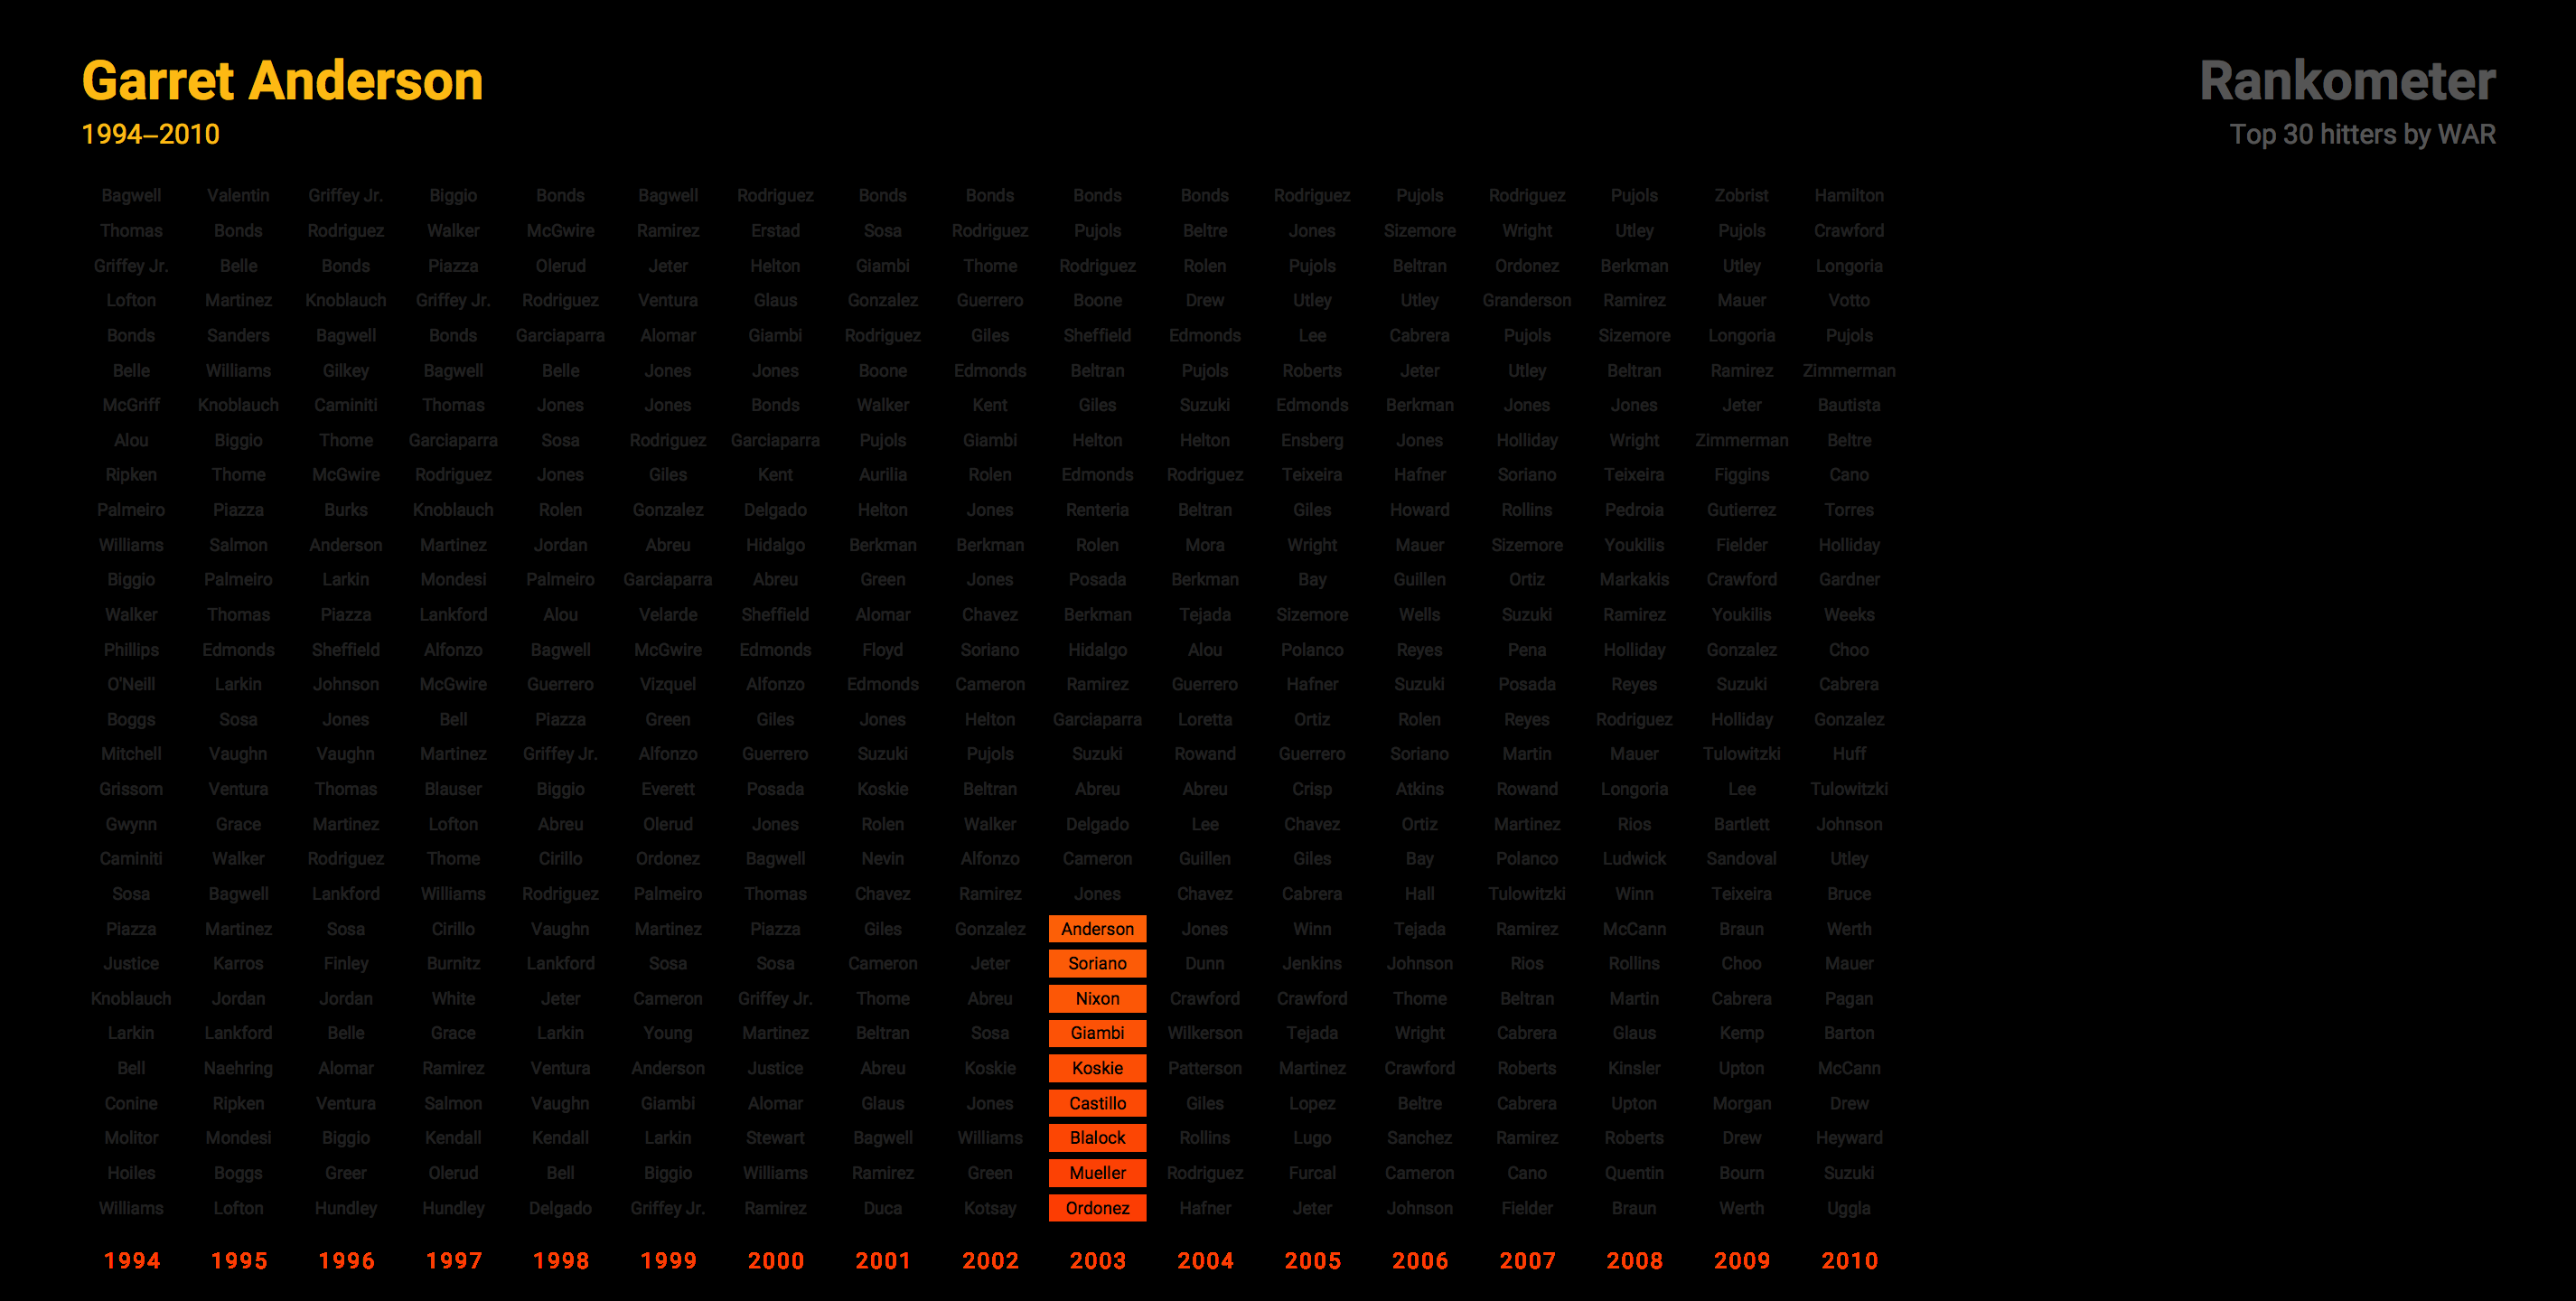 Garret Anderson
1994–2010
Rankometer
Top 30 hitters by WAR
Bagwell Valentin Griffey Jr. Biggio Bonds Bagwell Rodriguez Bonds Bonds Bonds Bonds Rodriguez Pujols Rodriguez Pujols Zobrist Hamilton
Thomas Bonds Rodriguez Walker McGwire Ramirez Erstad Sosa Rodriguez Pujols Beltre Jones Sizemore Wright Utley Pujols Crawford
Griffey Jr. Belle Bonds Piazza Olerud Jeter Helton Giambi Thome Rodriguez Rolen Pujols Beltran Ordonez Berkman Utley Longoria
Lofton Martinez Knoblauch Griffey Jr. Rodriguez Ventura Glaus Gonzalez Guerrero Boone Drew Utley Utley Granderson Ramirez Mauer Votto
Bonds Sanders Bagwell Bonds Garciaparra Alomar Giambi Rodriguez Giles Sheffield Edmonds Lee Cabrera Pujols Sizemore Longoria Pujols
Belle Williams Gilkey Bagwell Belle Jones Jones Boone Edmonds Beltran Pujols Roberts Jeter Utley Beltran Ramirez Zimmerman
McGriff Knoblauch Caminiti Thomas Jones Jones Bonds Walker Kent Giles Suzuki Edmonds Berkman Jones Jones Jeter Bautista
Alou Biggio Thome Garciaparra Sosa Rodriguez Garciaparra Pujols Giambi Helton Helton Ensberg Jones Holliday Wright Zimmerman Beltre
Ripken Thome McGwire Rodriguez Jones Giles Kent Aurilia Rolen Edmonds Rodriguez Teixeira Hafner Soriano Teixeira Figgins Cano
Palmeiro Piazza Burks Knoblauch Rolen Gonzalez Delgado Helton Jones Renteria Beltran Giles Howard Rollins Pedroia Gutierrez Torres
Williams Salmon Anderson Martinez Jordan Abreu Hidalgo Berkman Berkman Rolen Mora Wright Mauer Sizemore Youkilis Fielder Holliday
Biggio Palmeiro Larkin Mondesi Palmeiro Garciaparra Abreu Green Jones Posada Berkman Bay Guillen Ortiz Markakis Crawford Gardner
Walker Thomas Piazza Lankford Alou Velarde Sheffield Alomar Chavez Berkman Tejada Sizemore Wells Suzuki Ramirez Youkilis Weeks
Phillips Edmonds Sheffield Alfonzo Bagwell McGwire Edmonds Floyd Soriano Hidalgo Alou Polanco Reyes Pena Holliday Gonzalez Choo
O'Neill Larkin Johnson McGwire Guerrero Vizquel Alfonzo Edmonds Cameron Ramirez Guerrero Hafner Suzuki Posada Reyes Suzuki Cabrera
Boggs Sosa Jones Bell Piazza Green Giles Jones Helton Garciaparra Loretta Ortiz Rolen Reyes Rodriguez Holliday Gonzalez
Mitchell Vaughn Vaughn Martinez Griffey Jr. Alfonzo Guerrero Suzuki Pujols Suzuki Rowand Guerrero Soriano Martin Mauer Tulowitzki Huff
Grissom Ventura Thomas Blauser Biggio Everett Posada Koskie Beltran Abreu Abreu Crisp Atkins Rowand Longoria Lee Tulowitzki
Gwynn Grace Martinez Lofton Abreu Olerud Jones Rolen Walker Delgado Lee Chavez Ortiz Martinez Rios Bartlett Johnson
Caminiti Walker Rodriguez Thome Cirillo Ordonez Bagwell Nevin Alfonzo Cameron Guillen Giles Bay Polanco Ludwick Sandoval Utley
Sosa Bagwell Lankford Williams Rodriguez Palmeiro Thomas Chavez Ramirez Jones Chavez Cabrera Hall Tulowitzki Winn Teixeira Bruce
Piazza Martinez Sosa Cirillo Vaughn Martinez Piazza Giles Gonzalez Anderson Jones Winn Tejada Ramirez McCann Braun Werth
Justice Karros Finley Burnitz Lankford Sosa Sosa Cameron Jeter Soriano Dunn Jenkins Johnson Rios Rollins Choo Mauer
Knoblauch Jordan Jordan White Jeter Cameron Griffey Jr. Thome Abreu Nixon Crawford Crawford Thome Beltran Martin Cabrera Pagan
Larkin Lankford Belle Grace Larkin Young Martinez Beltran Sosa Giambi Wilkerson Tejada Wright Cabrera Glaus Kemp Barton
Bell Naehring Alomar Ramirez Ventura Anderson Justice Abreu Koskie Koskie Patterson Martinez Crawford Roberts Kinsler Upton McCann
Conine Ripken Ventura Salmon Vaughn Giambi Alomar Glaus Jones Castillo Giles Lopez Beltre Cabrera Upton Morgan Drew
Molitor Mondesi Biggio Kendall Kendall Larkin Stewart Bagwell Williams Blalock Rollins Lugo Sanchez Ramirez Roberts Drew Heyward
Hoiles Boggs Greer Olerud Bell Biggio Williams Ramirez Green Mueller Rodriguez Furcal Cameron Cano Quentin Bourn Suzuki
Williams Lofton Hundley Hundley Delgado Griffey Jr. Ramirez Duca Kotsay Ordonez Hafner Jeter Johnson Fielder Braun Werth Uggla
1994 1995 1996 1997 1998 1999 2000 2001 2002 2003 2004 2005 2006 2007 2008 2009 2010